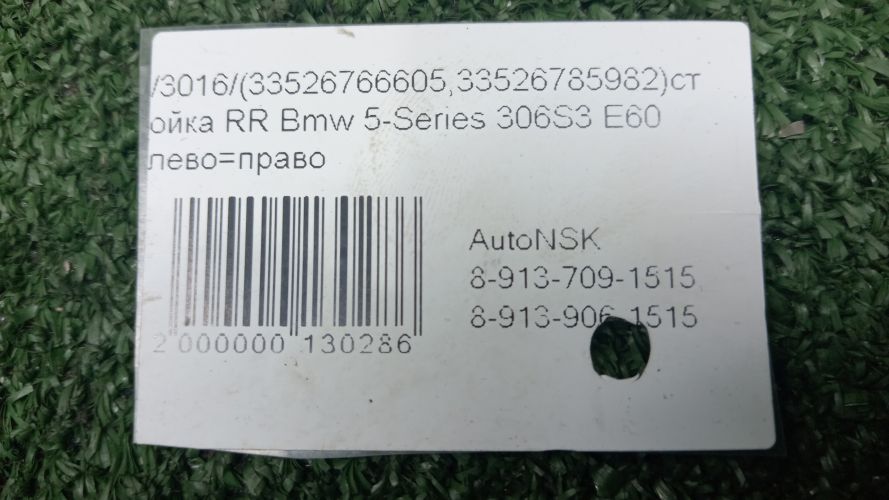 /3016/(33526766605,33526785982)ст
ойка RR Bmw 5-Series 306S3 E60
лево=право
AutoNSK
8-913-709-1515
8-913-906-1515
2 000000 130286